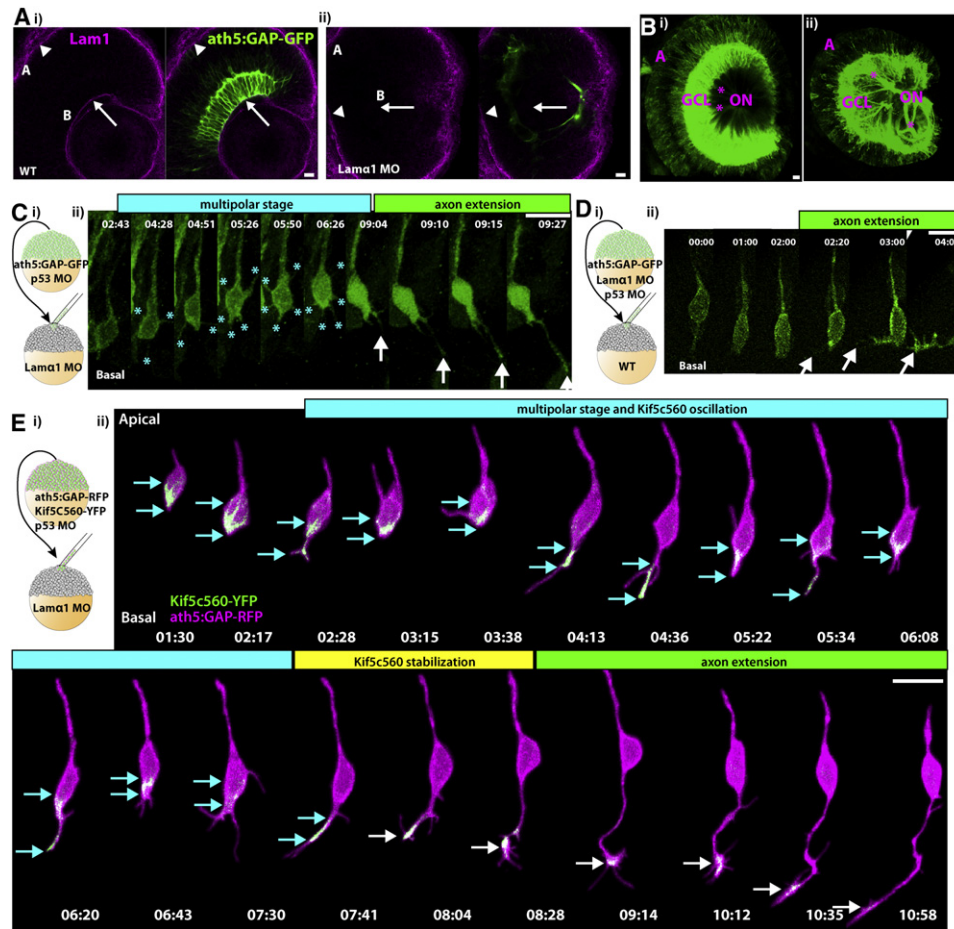 A i) ii)
Lam1 ath5:GAP-GFP
A A
B B
WT Lamα1 MO
B i) ii)
A A
GCL ON GCL ON
* *
* *
C i) ii)
multipolar stage axon extension
02:43 04:28 04:51 05:26 05:50 06:26 09:04 09:10 09:15 09:27
ath5:GAP-GFP
p53 MO
Lamα1 MO
Basal
D i) ii)
axon extension
00:00 01:00 02:00 02:20 03:00
ath5:GAP-GFP
Lamα1 MO
p53 MO
WT
Basal
E i) ii)
multipolar stage and Kif5c560 oscillation
Apical
ath5:GAP-RFP
Kif5C560-YFP
p53 MO
Lamα1 MO
Kif5c560-YFP
Basal ath5:GAP-RFP
01:30 02:17 02:28 03:15 03:38 04:13 04:36 05:22 05:34 06:08
Kif5c560 stabilization axon extension
06:20 06:43 07:30 07:41 08:04 08:28 09:14 10:12 10:35 10:58